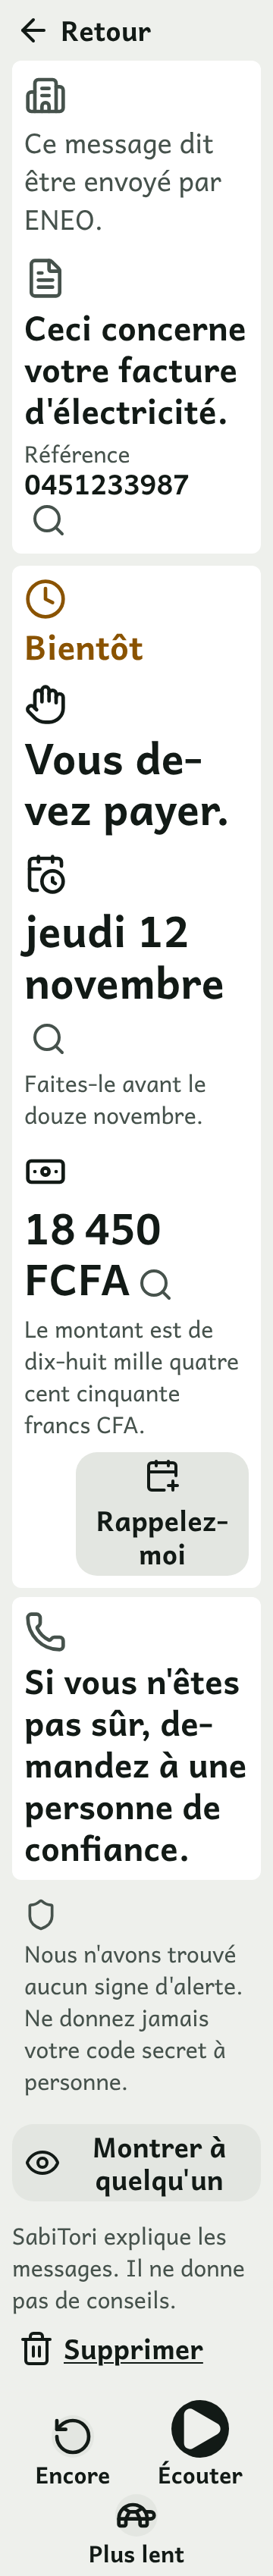 Retour
Ce message dit
être envoyé par
ENEO.
Ceci concerne
votre facture
d'électricité.
Référence
0451233987
Bientôt
Vous de-
vez payer.
jeudi 12
novembre
Faites-le avant le
douze novembre.
18 450
FCFA
Le montant est de
dix-huit mille quatre
cent cinquante
francs CFA.
Rappelez-
moi
Si vous n'êtes
pas sûr, de-
mandez à une
personne de
confiance.
Nous n'avons trouvé
aucun signe d'alerte.
Ne donnez jamais
votre code secret à
personne.
Montrer à
quelqu'un
SabiTori explique les
messages. Il ne donne
pas de conseils.
Supprimer
Encore
Écouter
Plus lent